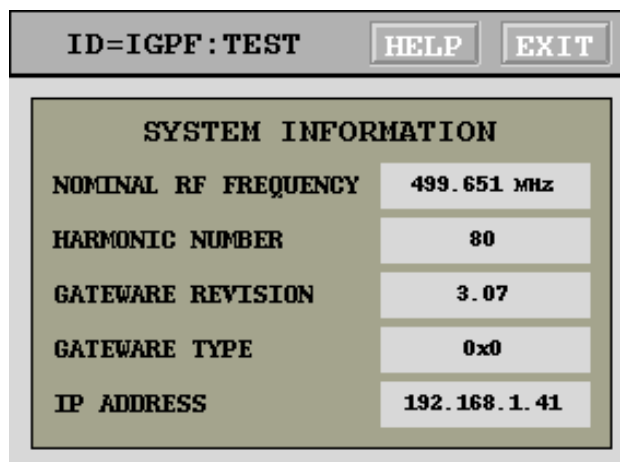 ID=IGPF:TEST HELP EXIT
SYSTEM INFORMATION
NOMINAL RF FREQUENCY 499.651 MHz
HARMONIC NUMBER 80
GATEWARE REVISION 3.07
GATEWARE TYPE 0x0
IP ADDRESS 192.168.1.41